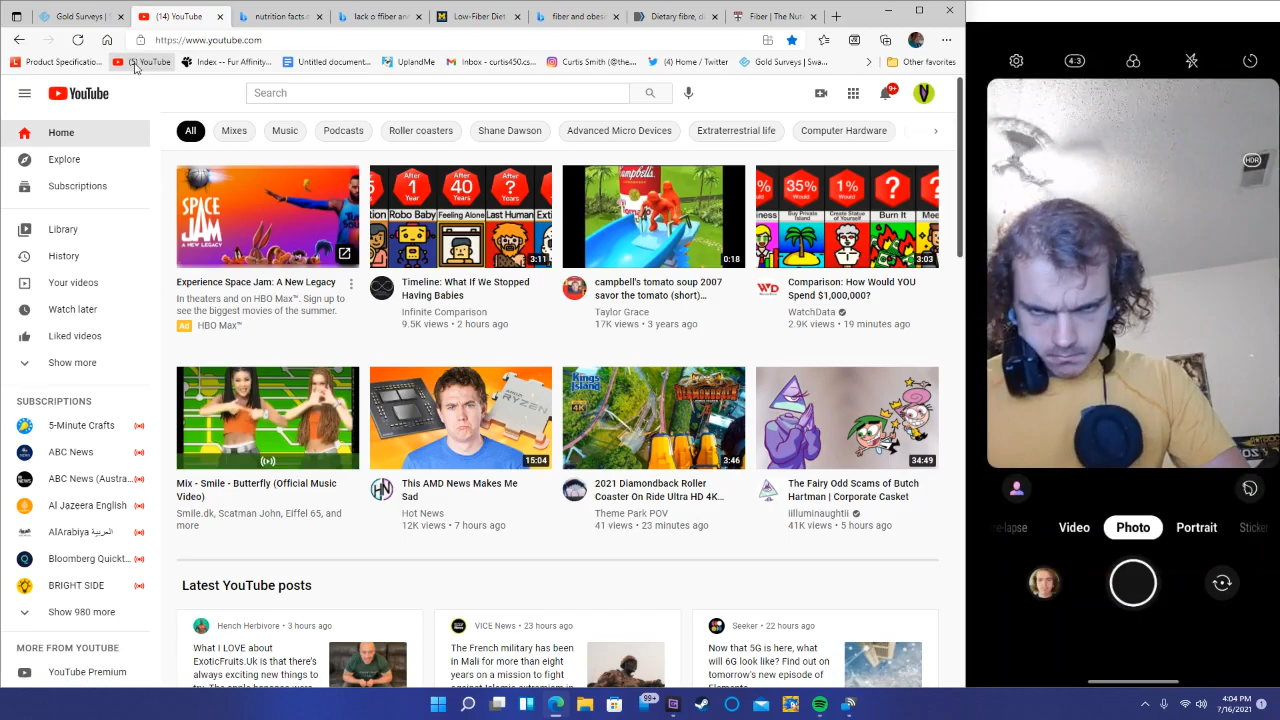 Gold Surveys | Sw
(14) YouTube
nutrition facts
lack o ffiber an
Low-Fiber Diet
fiber and obes
Dietary fibre, di
Fiber | The Nut
https://www.youtube.com
Product Specificatio...
(5) YouTube
Index -- Fur Affinity...
Untitled document...
UplandMe
Inbox - curtis450.cs...
Curtis Smith (@the...
(4) Home / Twitter
Gold Surveys | Swa...
Other favorites
YouTube
Search
9+
All
Mixes
Music
Podcasts
Roller coasters
Shane Dawson
Advanced Micro Devices
Extraterrestrial life
Computer Hardware
Home
Explore
Subscriptions
Library
History
Your videos
Watch later
Liked videos
Show more
SUBSCRIPTIONS
5-Minute Crafts
ABC News
ABC News (Austra...
Al Jazeera English
AlArabiya العربية
Bloomberg Quickt...
BRIGHT SIDE
Show 980 more
MORE FROM YOUTUBE
YouTube Premium
SPACE
JAM
A NEW LEGACY
Experience Space Jam: A New Legacy
In theaters and on HBO Max™. Sign up to
see the biggest movies of the summer.
Ad HBO Max™
After
1
Year
After
40
Years
After
?
Robo Baby
Feeling Alone
Last Human
Exti
3:11
Timeline: What If We Stopped
Having Babies
Infinite Comparison
9.5K views • 2 hours ago
Campbell's
0:18
campbell's tomato soup 2007
savor the tomato (short)...
Taylor Grace
17K views • 3 years ago
%
Would
35%
Would
1%
Would
?
iness
Buy Private
Island
Create Statue
of Yourself
Burn It
Mee
3:03
Comparison: How Would YOU
Spend $1,000,000?
WatchData
2.9K views • 19 minutes ago
Mix - Smile - Butterfly (Official Music
Video)
Smile.dk, Scatman John, Eiffel 65, and
more
RYZEN
15:04
This AMD News Makes Me
Sad
Hot News
12K views • 7 hours ago
Kings
Island
4K
DIAMONDBACK
3:46
2021 Diamondback Roller
Coaster On Ride Ultra HD 4K...
Theme Park POV
41 views • 23 minutes ago
34:49
The Fairy Odd Scams of Butch
Hartman | Corporate Casket
iilluminaughtii
41K views • 5 hours ago
Latest YouTube posts
Hench Herbivore • 3 hours ago
What I LOVE about
ExoticFruits.Uk is that there's
always exciting new things to
VICE News • 23 hours ago
The French military has been
in Mali for more than eight
years on a mission to fight
Seeker • 22 hours ago
Now that 5G is here, what
will 6G look like? Find out on
tomorrow's new episode of
4:3
HDR
e-lapse
Video
Photo
Portrait
Sticker
99+
4:04 PM
7/16/2021
1